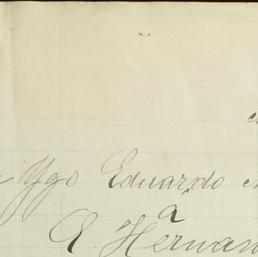 Ygo Eduardo
á
A Hernan